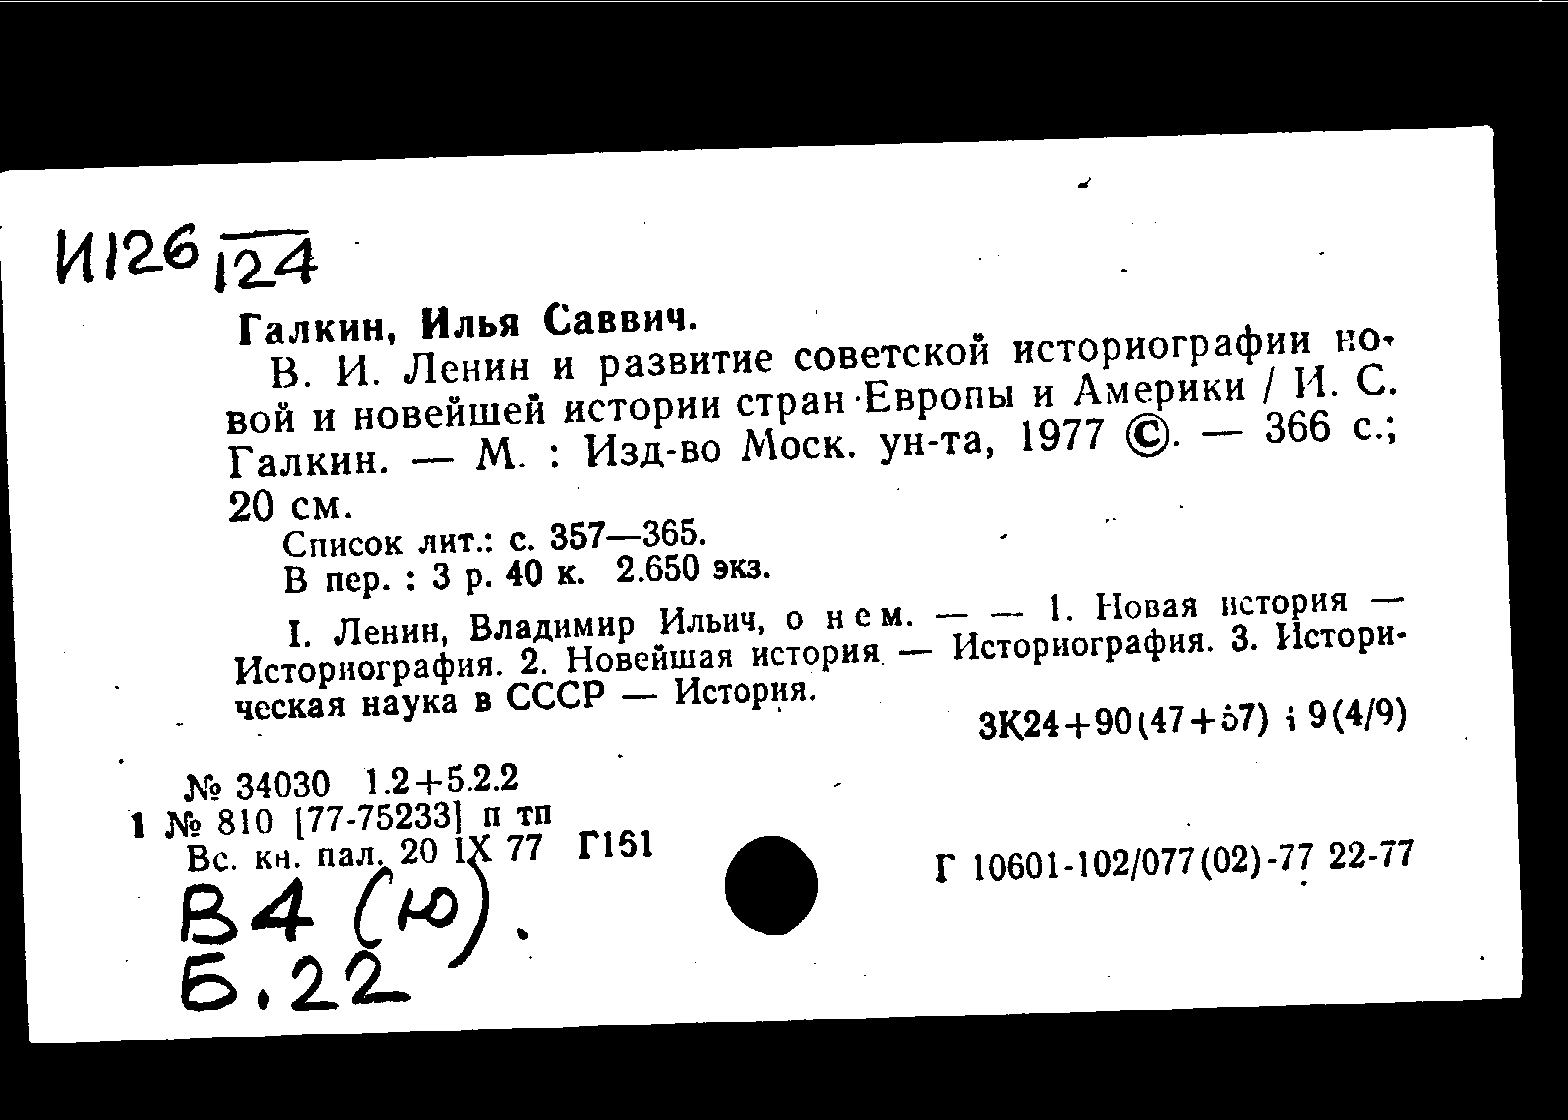 И126 124
Галкин, Илья Саввич.
В. И. Ленин и развитие советской историографии но-
вой и новейшей истории стран Европы и Америки / И. С.
Галкин. — М. : Изд-во Моск. ун-та, 1977 ©. — 366 с.;
20 см.
Список лит.: с. 357—365.
В пер. : 3 р. 40 к. 2.650 экз.
I. Ленин, Владимир Ильич, о нем. — — 1. Новая история —
Историография. 2. Новейшая история — Историография. 3. Истори-
ческая наука в СССР — История.
3К24+90(47+57) i 9(4/9)
№ 34030 1.2+5.2.2
1 № 810 [77-75233] п тп
Вс. кн. пал. 20 IX 77 Г161
Г 10601-102/077(02)-77 22-77
В4 (Ю).
Б.22